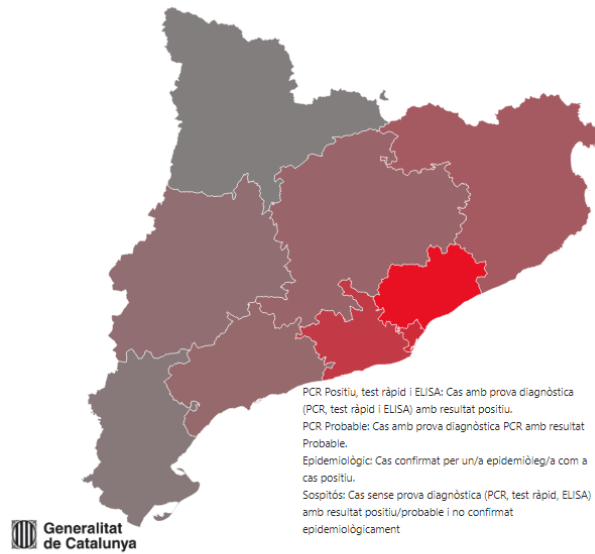 PCR Positiu, test ràpid i ELISA: Cas amb prova diagnòstica
(PCR, test ràpid i ELISA) amb resultat positiu.
PCR Probable: Cas amb prova diagnòstica PCR amb resultat
Probable.
Epidemiològic: Cas confirmat per un/a epidemiòleg/a com a
cas positiu.
Sospitós: Cas sense prova diagnòstica (PCR, test ràpid, ELISA)
amb resultat positiu/probable i no confirmat
epidemiològicament
Generalitat
de Catalunya